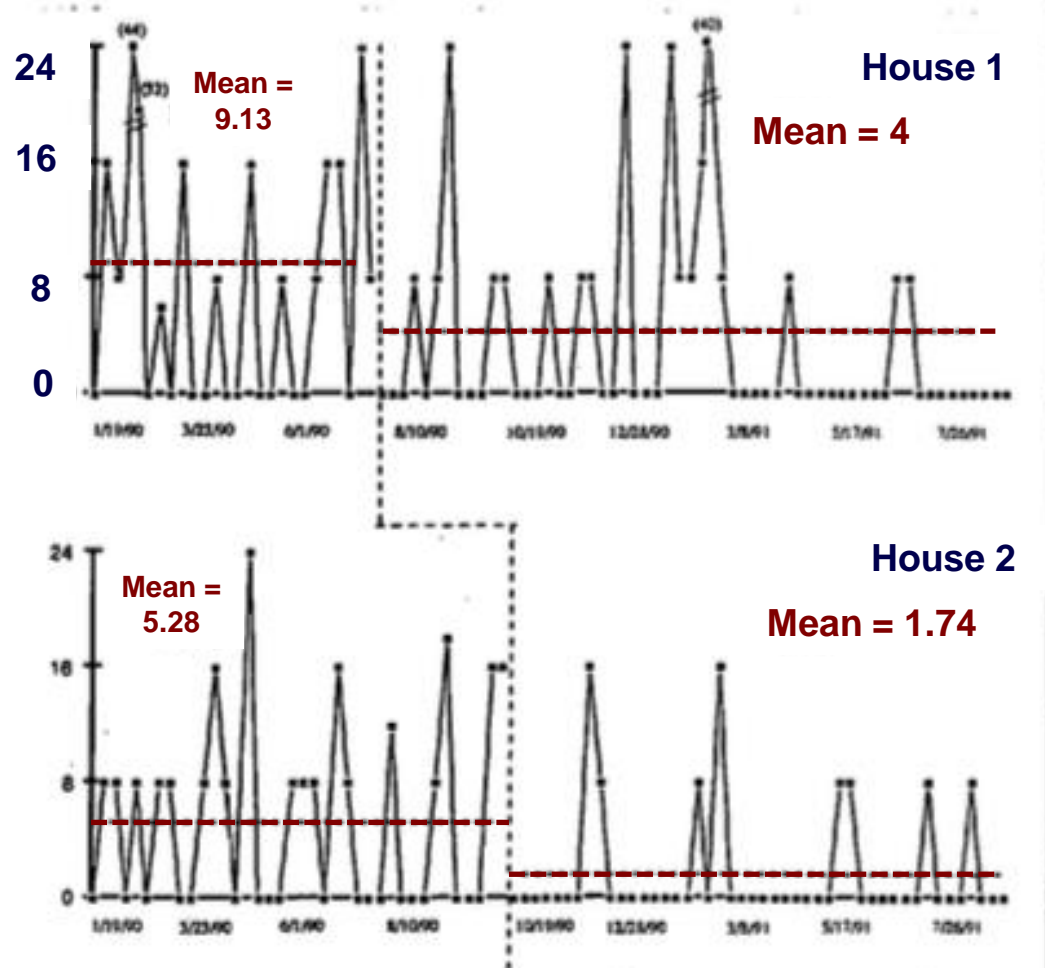 (44)
(40)
24
(32)
Mean =
9.13
House 1
Mean = 4
16
8
0
1/19/90 3/23/90 6/1/90 8/10/90 10/19/90 12/28/90 3/8/91 5/17/91 7/26/91
24
House 2
Mean =
5.28
Mean = 1.74
16
8
0
1/19/90 3/23/90 6/1/90 8/10/90 10/19/90 12/28/90 3/8/91 5/17/91 7/26/91